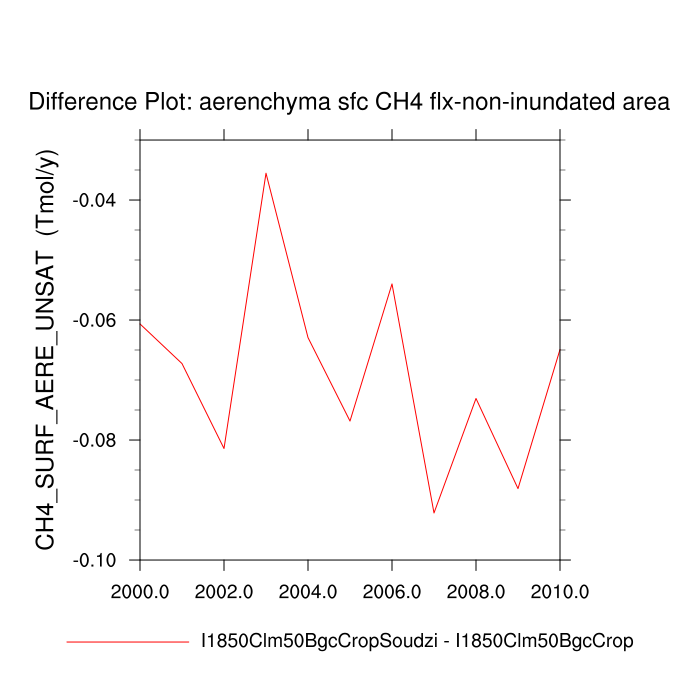 Difference Plot: aerenchyma sfc CH4 flx-non-inundated area
CH4_SURF_AERE_UNSAT (Tmol/y)
-0.04
-0.06
-0.08
-0.10
2000.0 2002.0 2004.0 2006.0 2008.0 2010.0
I1850Clm50BgcCropSoudzi - I1850Clm50BgcCrop